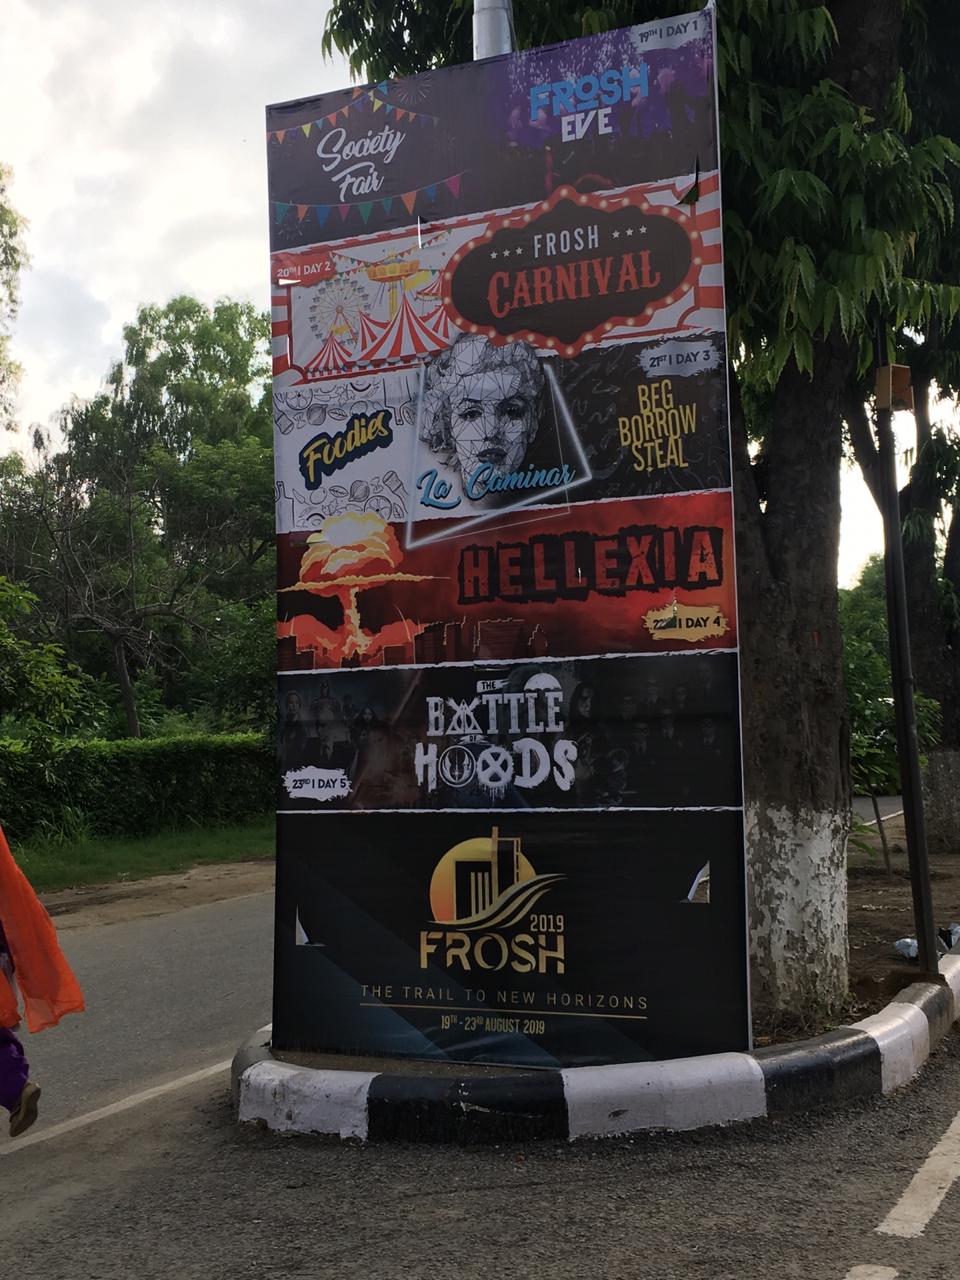 19TH | DAY 1
FROSH
EVE
Society
Fair
FROSH
CARNIVAL
20TH | DAY 2
21ST | DAY 3
BEG
BORROW
STEAL
Foodies
La Caminar
HELLEXIA
22ND | DAY 4
THE
BATTLE
OF
HOODS
23RD | DAY 5
2019
FROSH
THE TRAIL TO NEW HORIZONS
19TH - 23RD AUGUST 2019